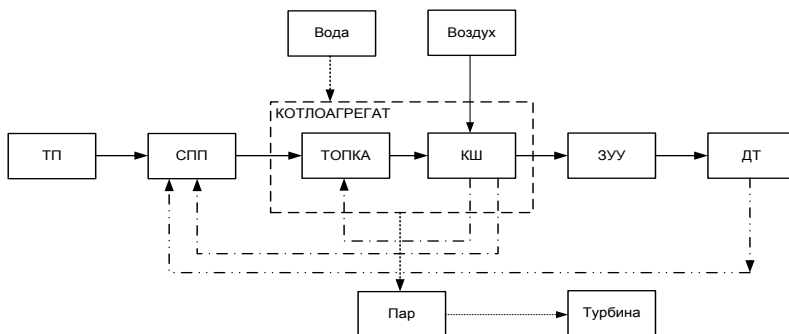 Вода
Воздух
КОТЛОАГРЕГАТ
ТП
СПП
ТОПКА
КШ
ЗУУ
ДТ
Пар
Турбина